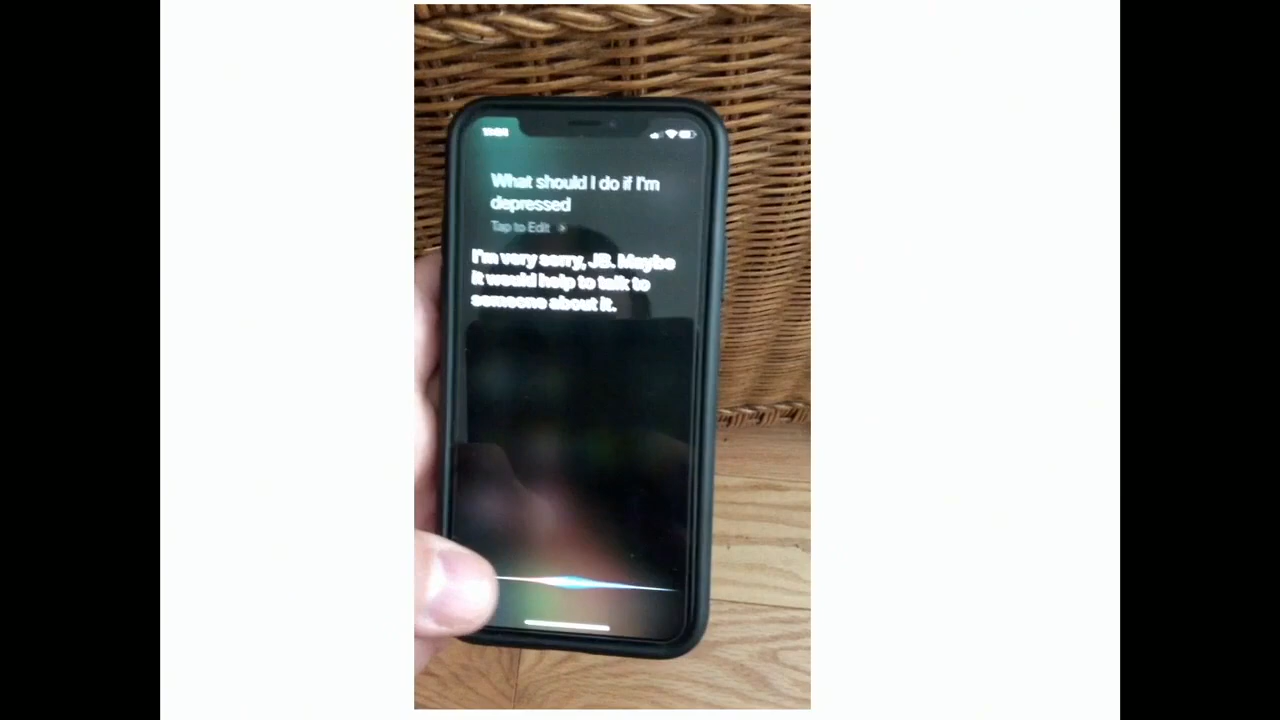 What should I do if I'm
depressed
Tap to Edit
I'm very sorry, JB. Maybe
it would help to talk to
someone about it.